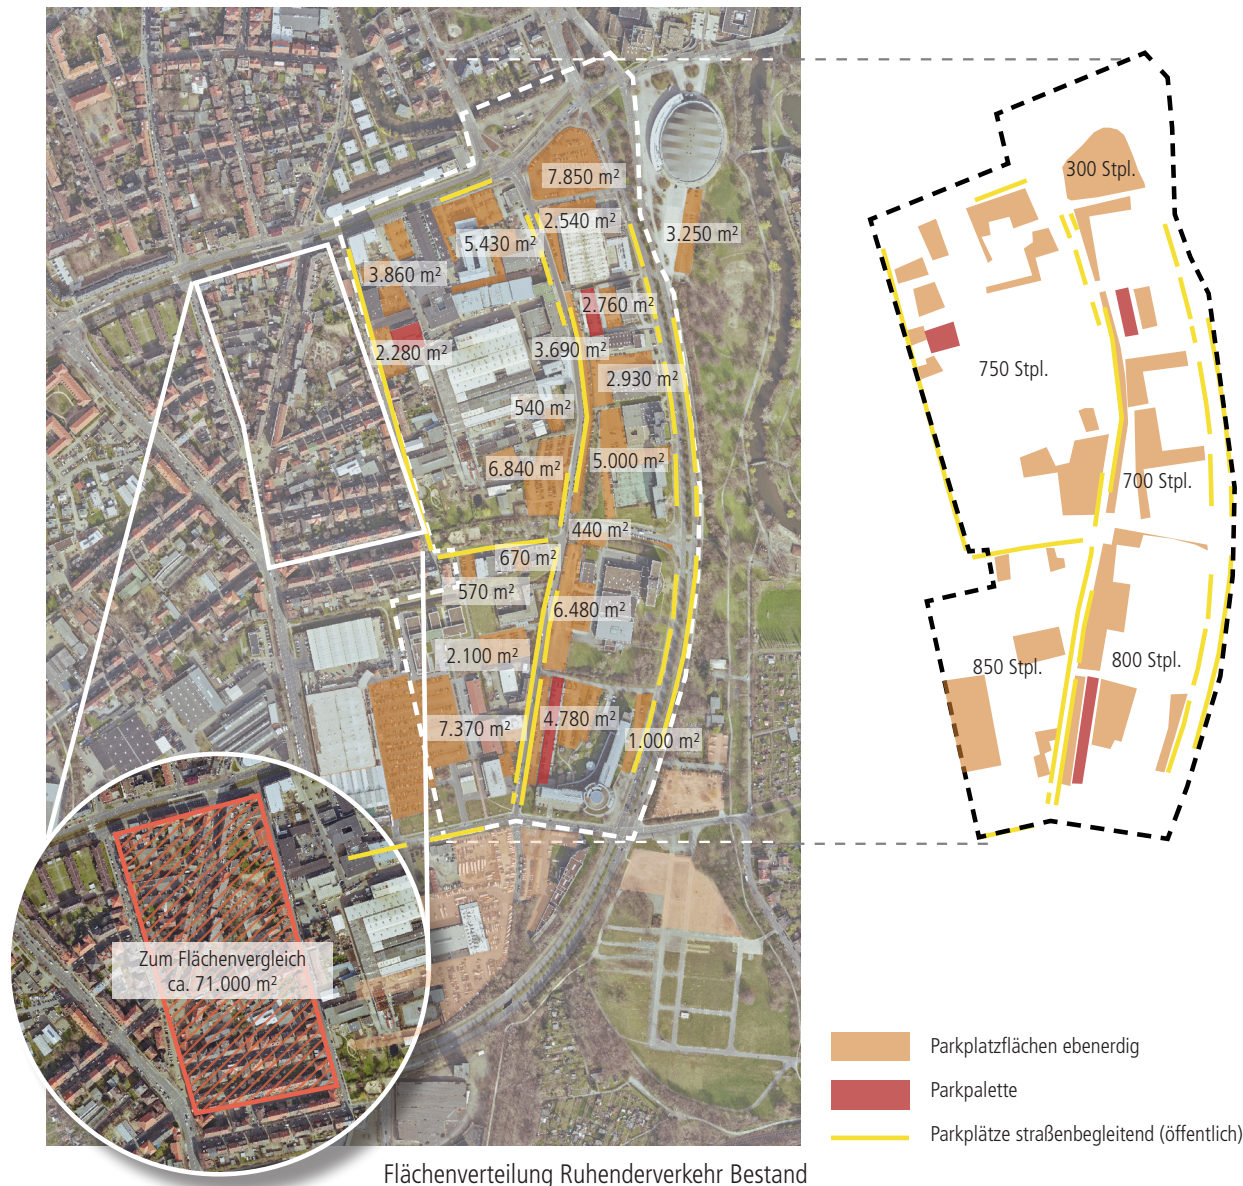 7.850 m²
300 Stpl.
2.540 m²
3.250 m²
5.430 m²
3.860 m²
2.760 m²
2.280 m²
3.690 m²
750 Stpl.
2.930 m²
540 m²
6.840 m²
5.000 m²
700 Stpl.
440 m²
670 m²
570 m²
6.480 m²
2.100 m²
850 Stpl.
800 Stpl.
4.780 m²
7.370 m²
1.000 m²
Zum Flächenvergleich
ca. 71.000 m²
Parkplatzflächen ebenerdig
Parkpalette
Parkplätze straßenbegleitend (öffentlich)
Flächenverteilung Ruhenderverkehr Bestand